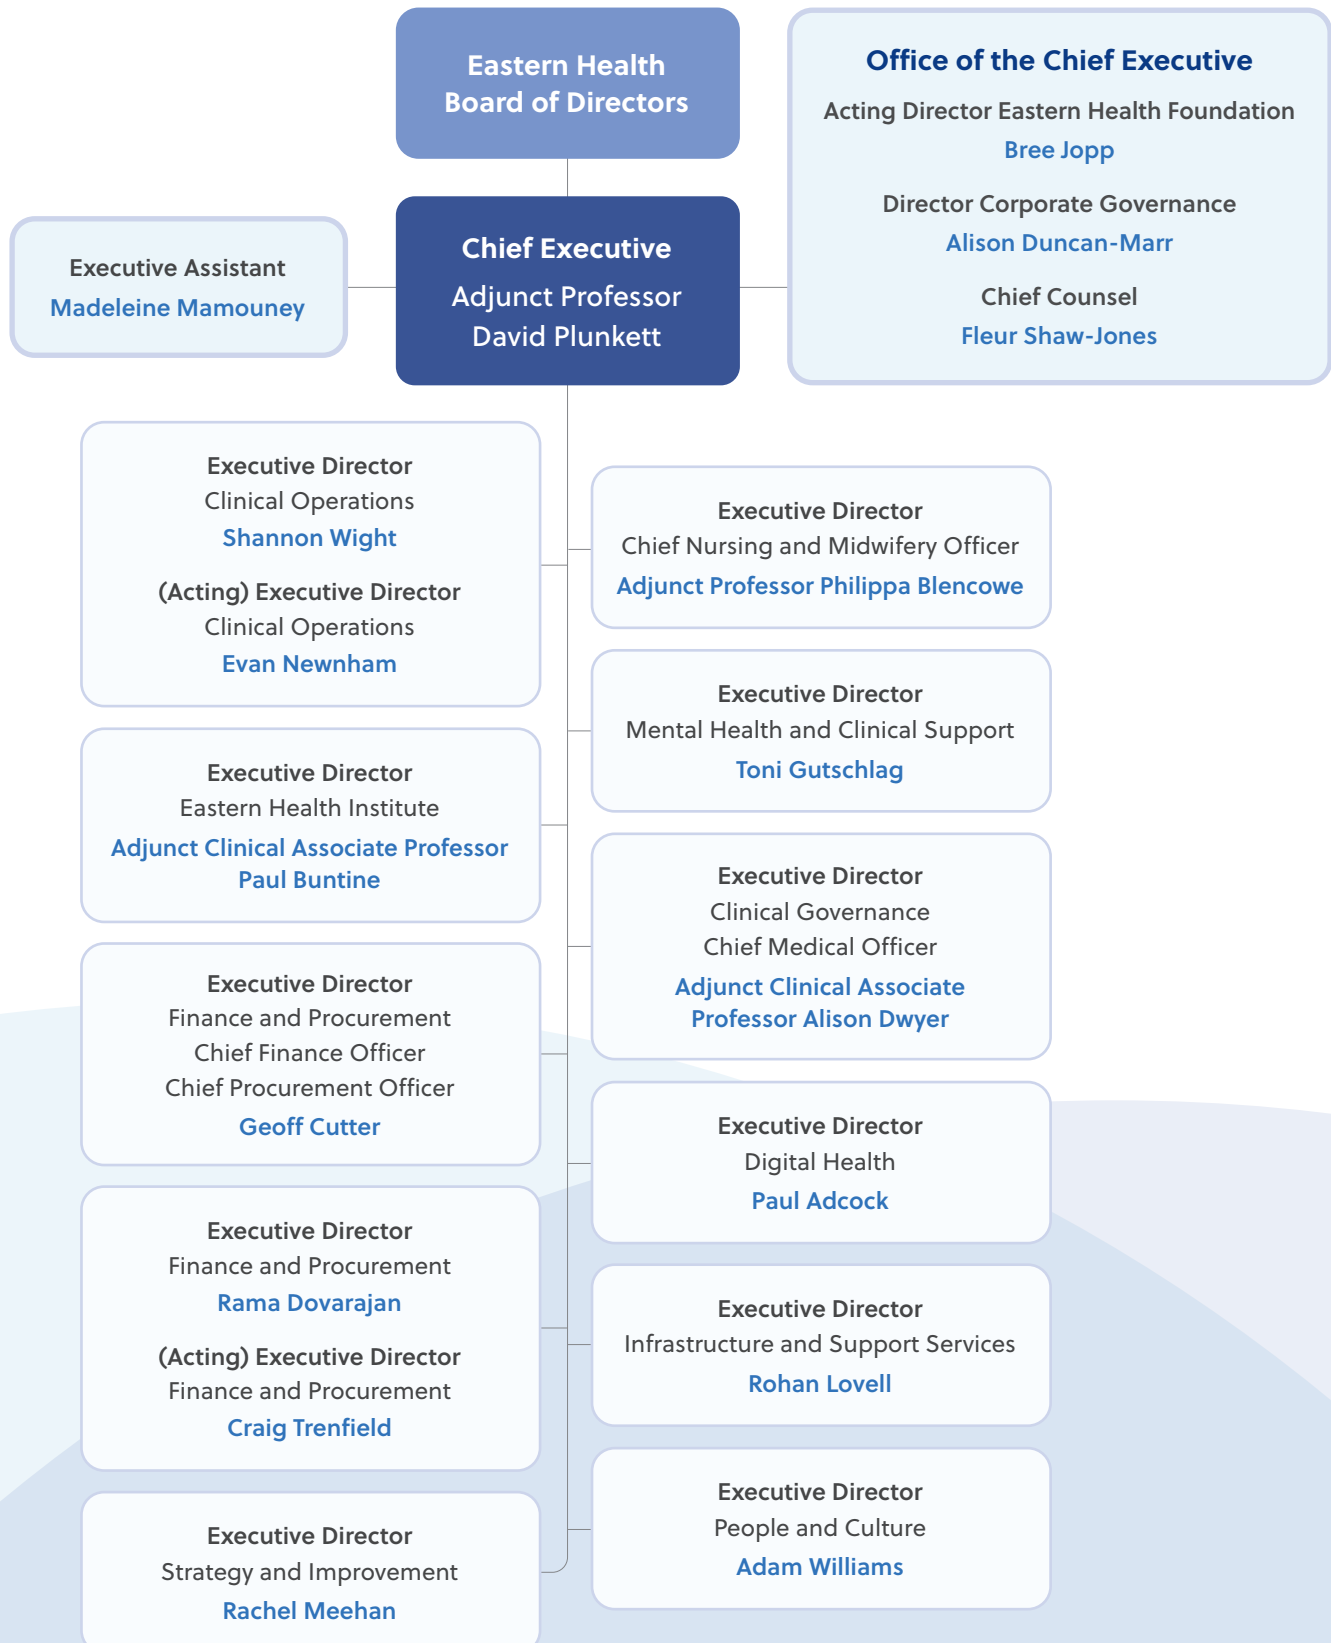 Eastern Health
Board of Directors
Office of the Chief Executive
Acting Director Eastern Health Foundation
Bree Jopp
Director Corporate Governance
Alison Duncan-Marr
Chief Counsel
Fleur Shaw-Jones
Executive Assistant
Madeleine Mamouney
Chief Executive
Adjunct Professor
David Plunkett
Executive Director
Clinical Operations
Shannon Wight
(Acting) Executive Director
Clinical Operations
Evan Newnham
Executive Director
Chief Nursing and Midwifery Officer
Adjunct Professor Philippa Blencowe
Executive Director
Mental Health and Clinical Support
Toni Gutschlag
Executive Director
Eastern Health Institute
Adjunct Clinical Associate Professor
Paul Buntine
Executive Director
Clinical Governance
Chief Medical Officer
Adjunct Clinical Associate
Professor Alison Dwyer
Executive Director
Finance and Procurement
Chief Finance Officer
Chief Procurement Officer
Geoff Cutter
Executive Director
Digital Health
Paul Adcock
Executive Director
Finance and Procurement
Rama Dovarajan
(Acting) Executive Director
Finance and Procurement
Craig Trenfield
Executive Director
Infrastructure and Support Services
Rohan Lovell
Executive Director
People and Culture
Adam Williams
Executive Director
Strategy and Improvement
Rachel Meehan